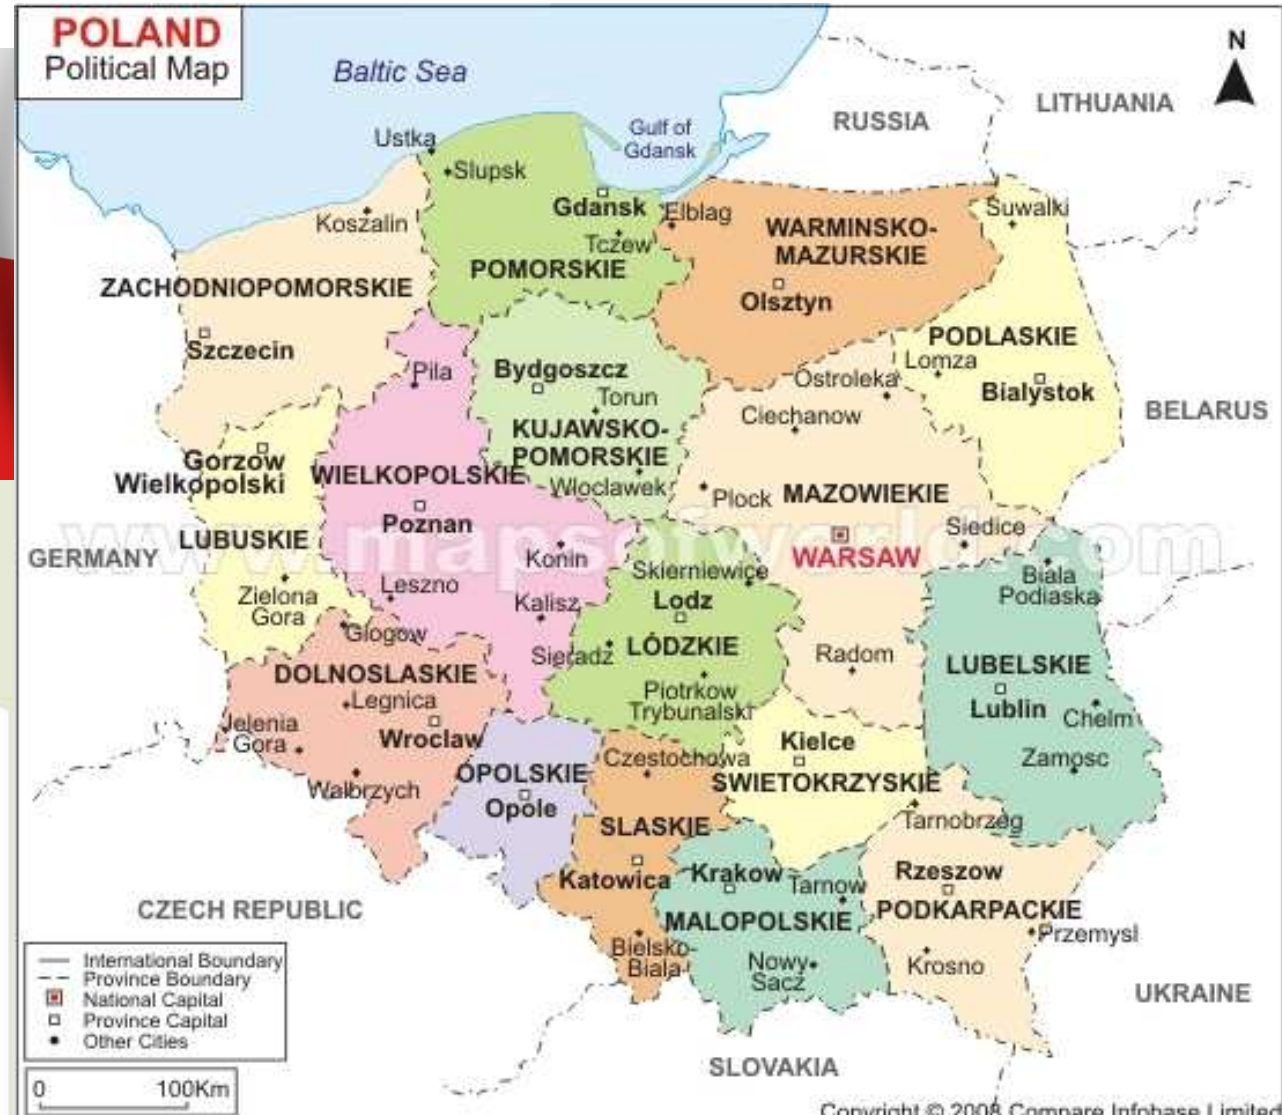 POLAND
Political Map
Baltic Sea
N
LITHUANIA
RUSSIA
Gulf of
Gdansk
Ustka
Slupsk
Koszalin
Gdansk
Elblag
Suwalki
Tczew
WARMINSKO-
MAZURSKIE
POMORSKIE
ZACHODNIOPOMORSKIE
Olsztyn
Szczecin
PODLASKIE
Lomza
Pila
Bydgoszcz
Ostroleka
Bialystok
Torun
Ciechanow
BELARUS
KUJAWSKO-
POMORSKIE
Gorzow
Wielkopolski
WIELKOPOLSKIE
Wloclawek
Plock
MAZOWIEKIE
Poznan
Siedice
www.mapsofworld.com
LUBUSKIE
GERMANY
Konin
WARSAW
Skierniewice
Biala
Podiaska
Leszno
Zielona
Gora
Kalisz
Lodz
Glogow
Sieradz
LÓDZKIE
Radom
LUBELSKIE
DOLNOSLASKIE
Legnica
Piotrkow
Trybunalski
Lublin
Chelm
Jelenia
Gora
Wroclaw
Kielce
Czestochowa
Zamosc
OPOLSKIE
SWIETOKRZYSKIE
Walbrzych
Opole
Tarnobrzeg
SLASKIE
Katowica
Krakow
Tarnow
Rzeszow
CZECH REPUBLIC
MALOPOLSKIE
PODKARPACKIE
Przemysl
Bielsko-
Biala
Nowy
Sacz
Krosno
UKRAINE
International Boundary
Province Boundary
National Capital
Province Capital
Other Cities
SLOVAKIA
0 100Km
Copyright © 2008 Compare Infobase Limited